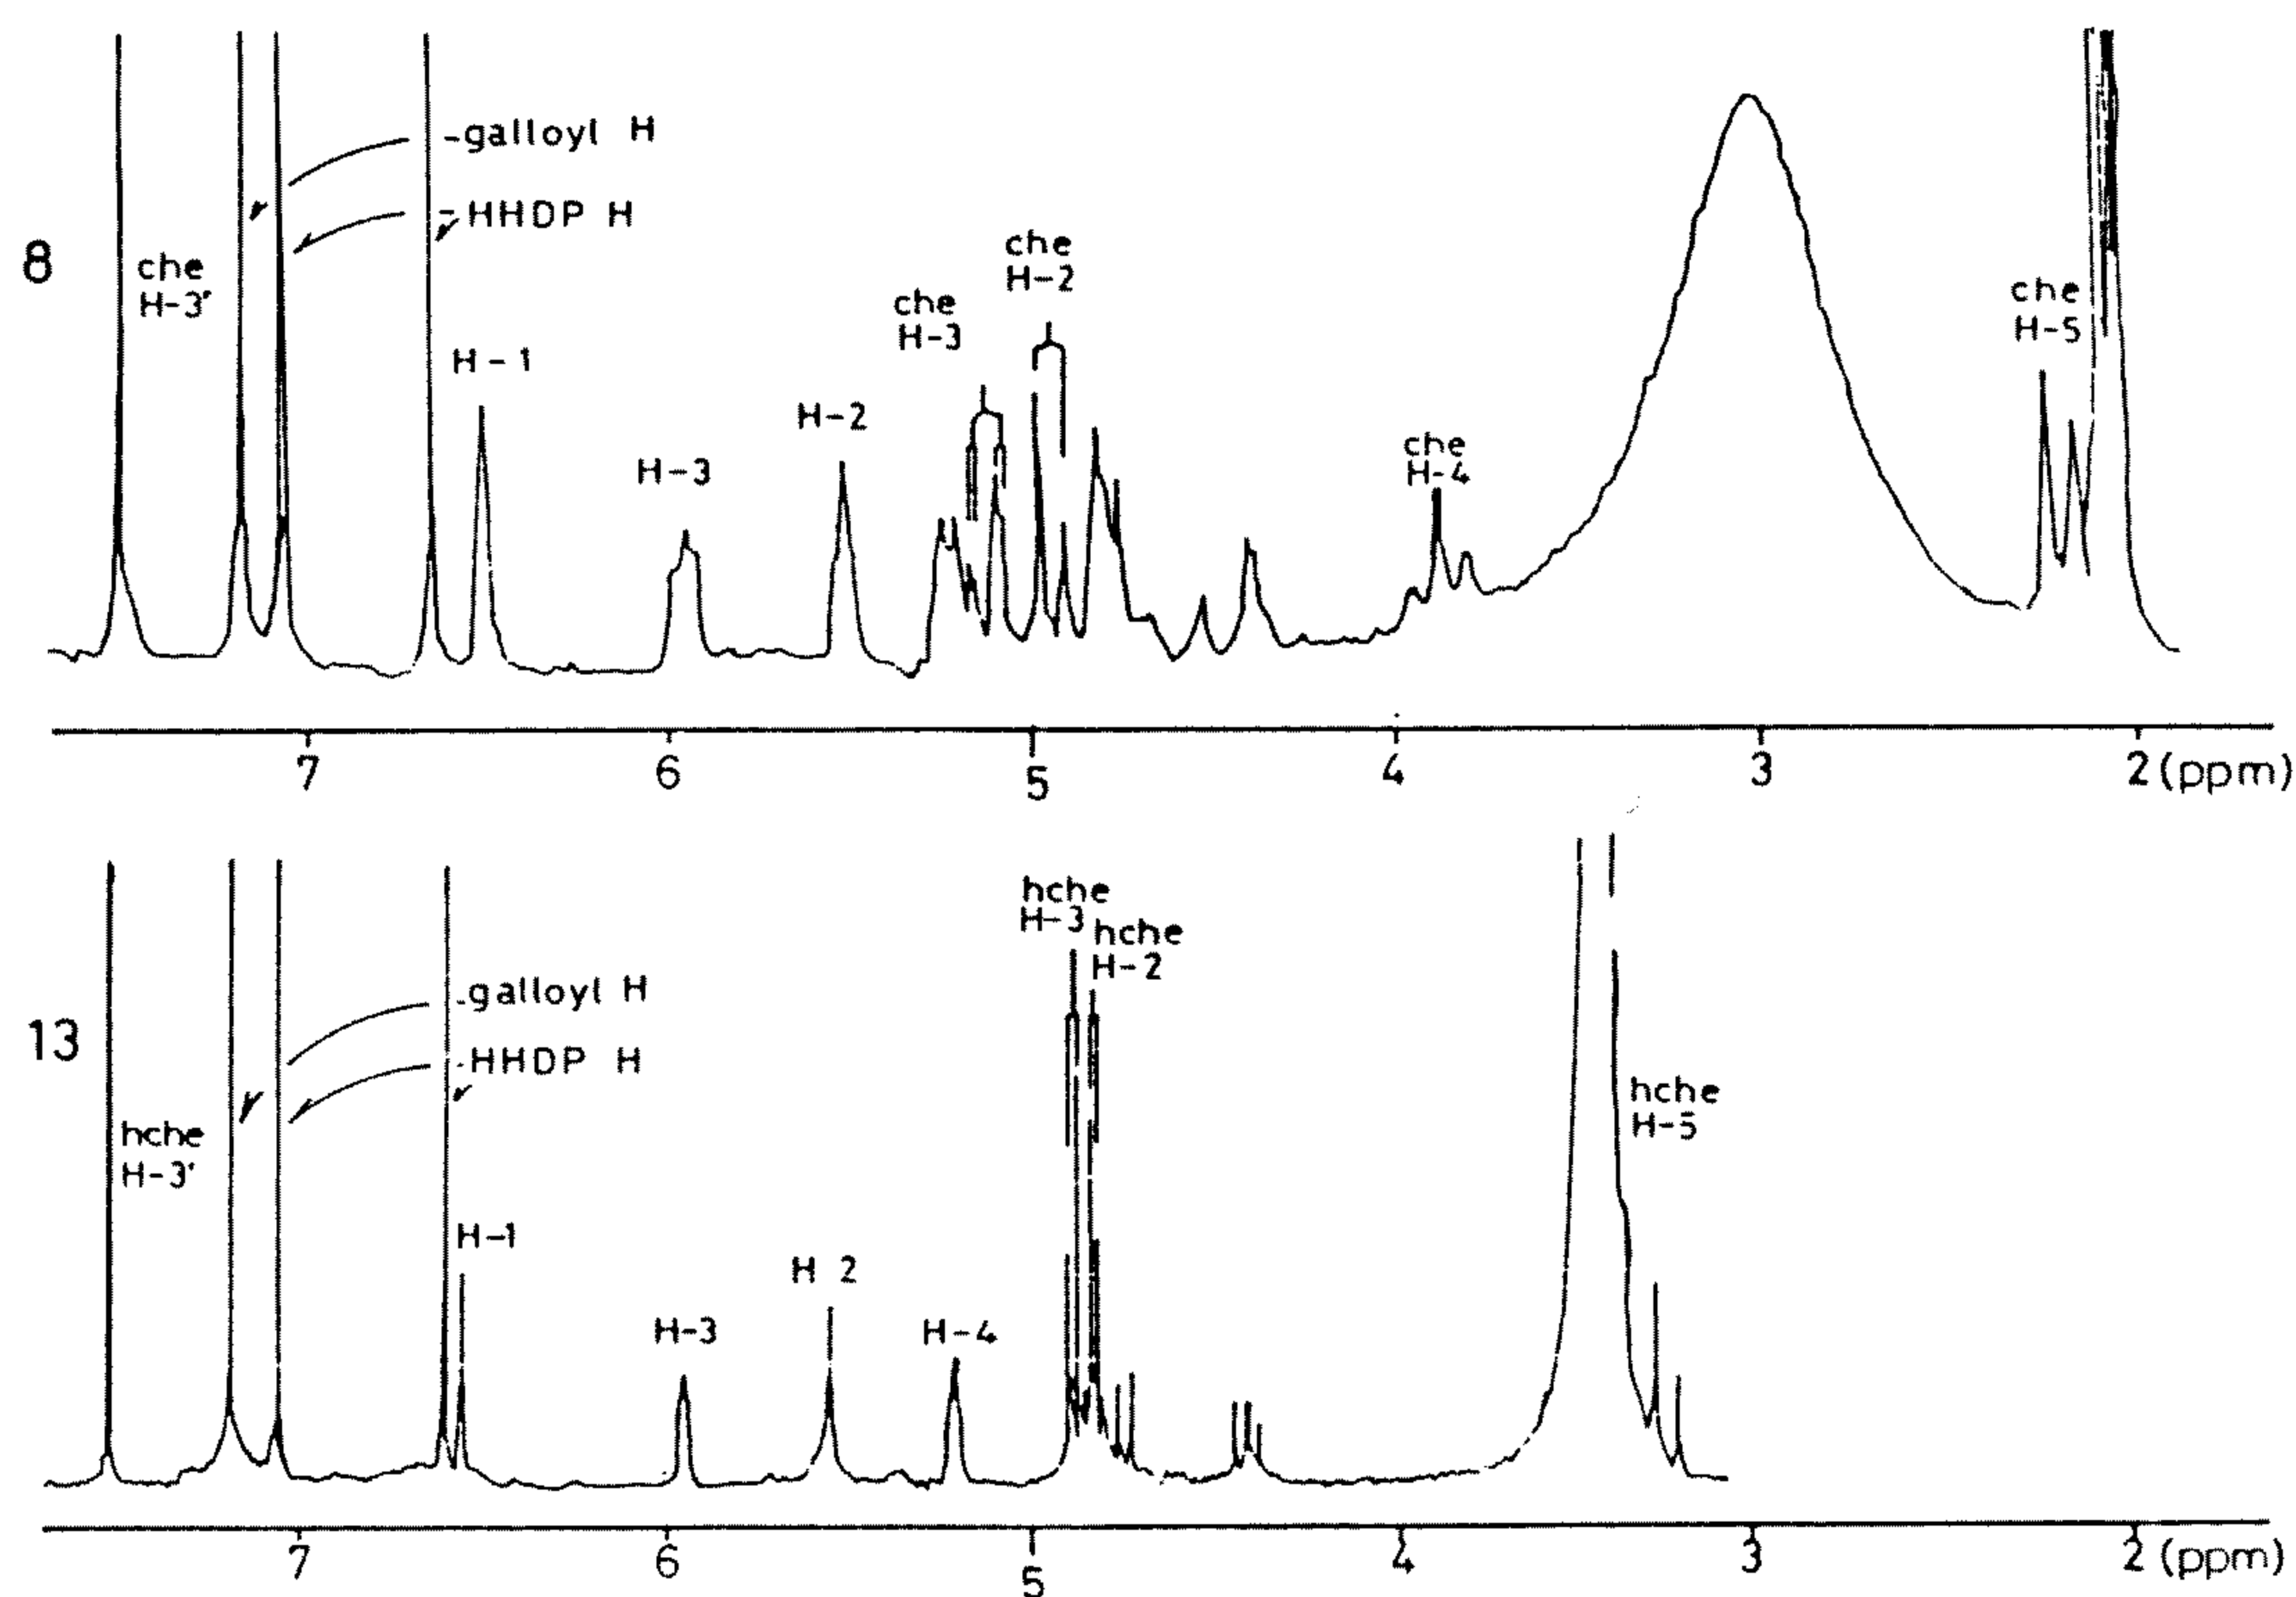 8
-galloyl H
-HHDP H
che
H-3'
H-1
H-3
H-2
che
H-3
che
H-2
che
H-4
che
H-5
7 6 5 4 3 2 (ppm)
13
-galloyl H
-HHDP H
hche
H-3'
H-1
H-3
H 2
H-4
hche
H-3
hche
H-2
hche
H-5
7 6 5 4 3 2 (ppm)